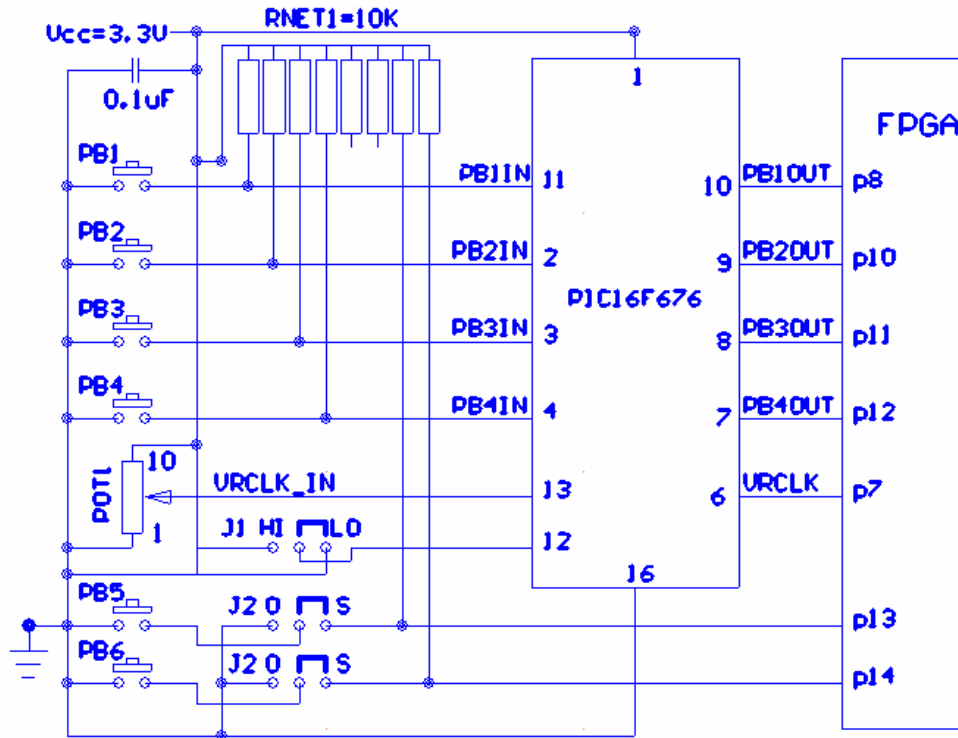 RNET1=10K
Vcc=3.3V
0.1uF
1
FPGA
PB1
PB1IN 11
10 PB1OUT p8
PB2
PB2IN 2
9 PB2OUT p10
PIC16F676
PB3
PB3IN 3
8 PB3OUT p11
PB4
PB4IN 4
7 PB4OUT p12
POT1
10
1
VRCLK_IN 13
6 VRCLK p7
J1 HI LO 12
16
PB5
J2 O S p13
PB6
J2 O S p14